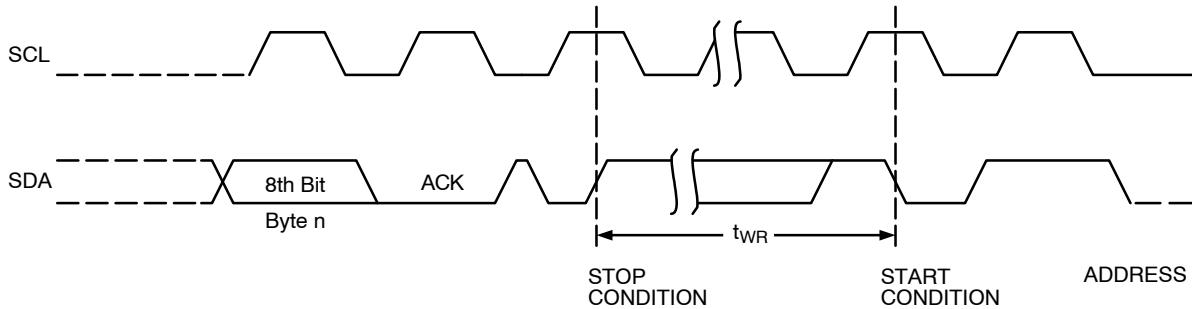 SCL
SDA
8th Bit
ACK
Byte n
tWR
STOP
CONDITION
START
CONDITION
ADDRESS